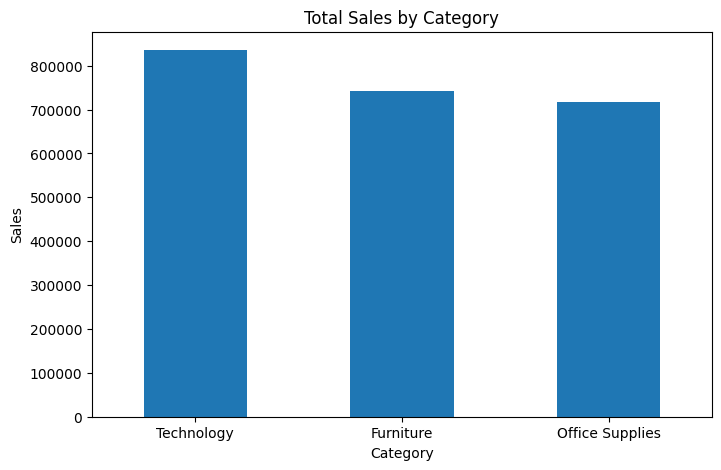 Total Sales by Category
800000
700000
600000
500000
400000
300000
200000
100000
0
Sales
Technology
Furniture
Office Supplies
Category